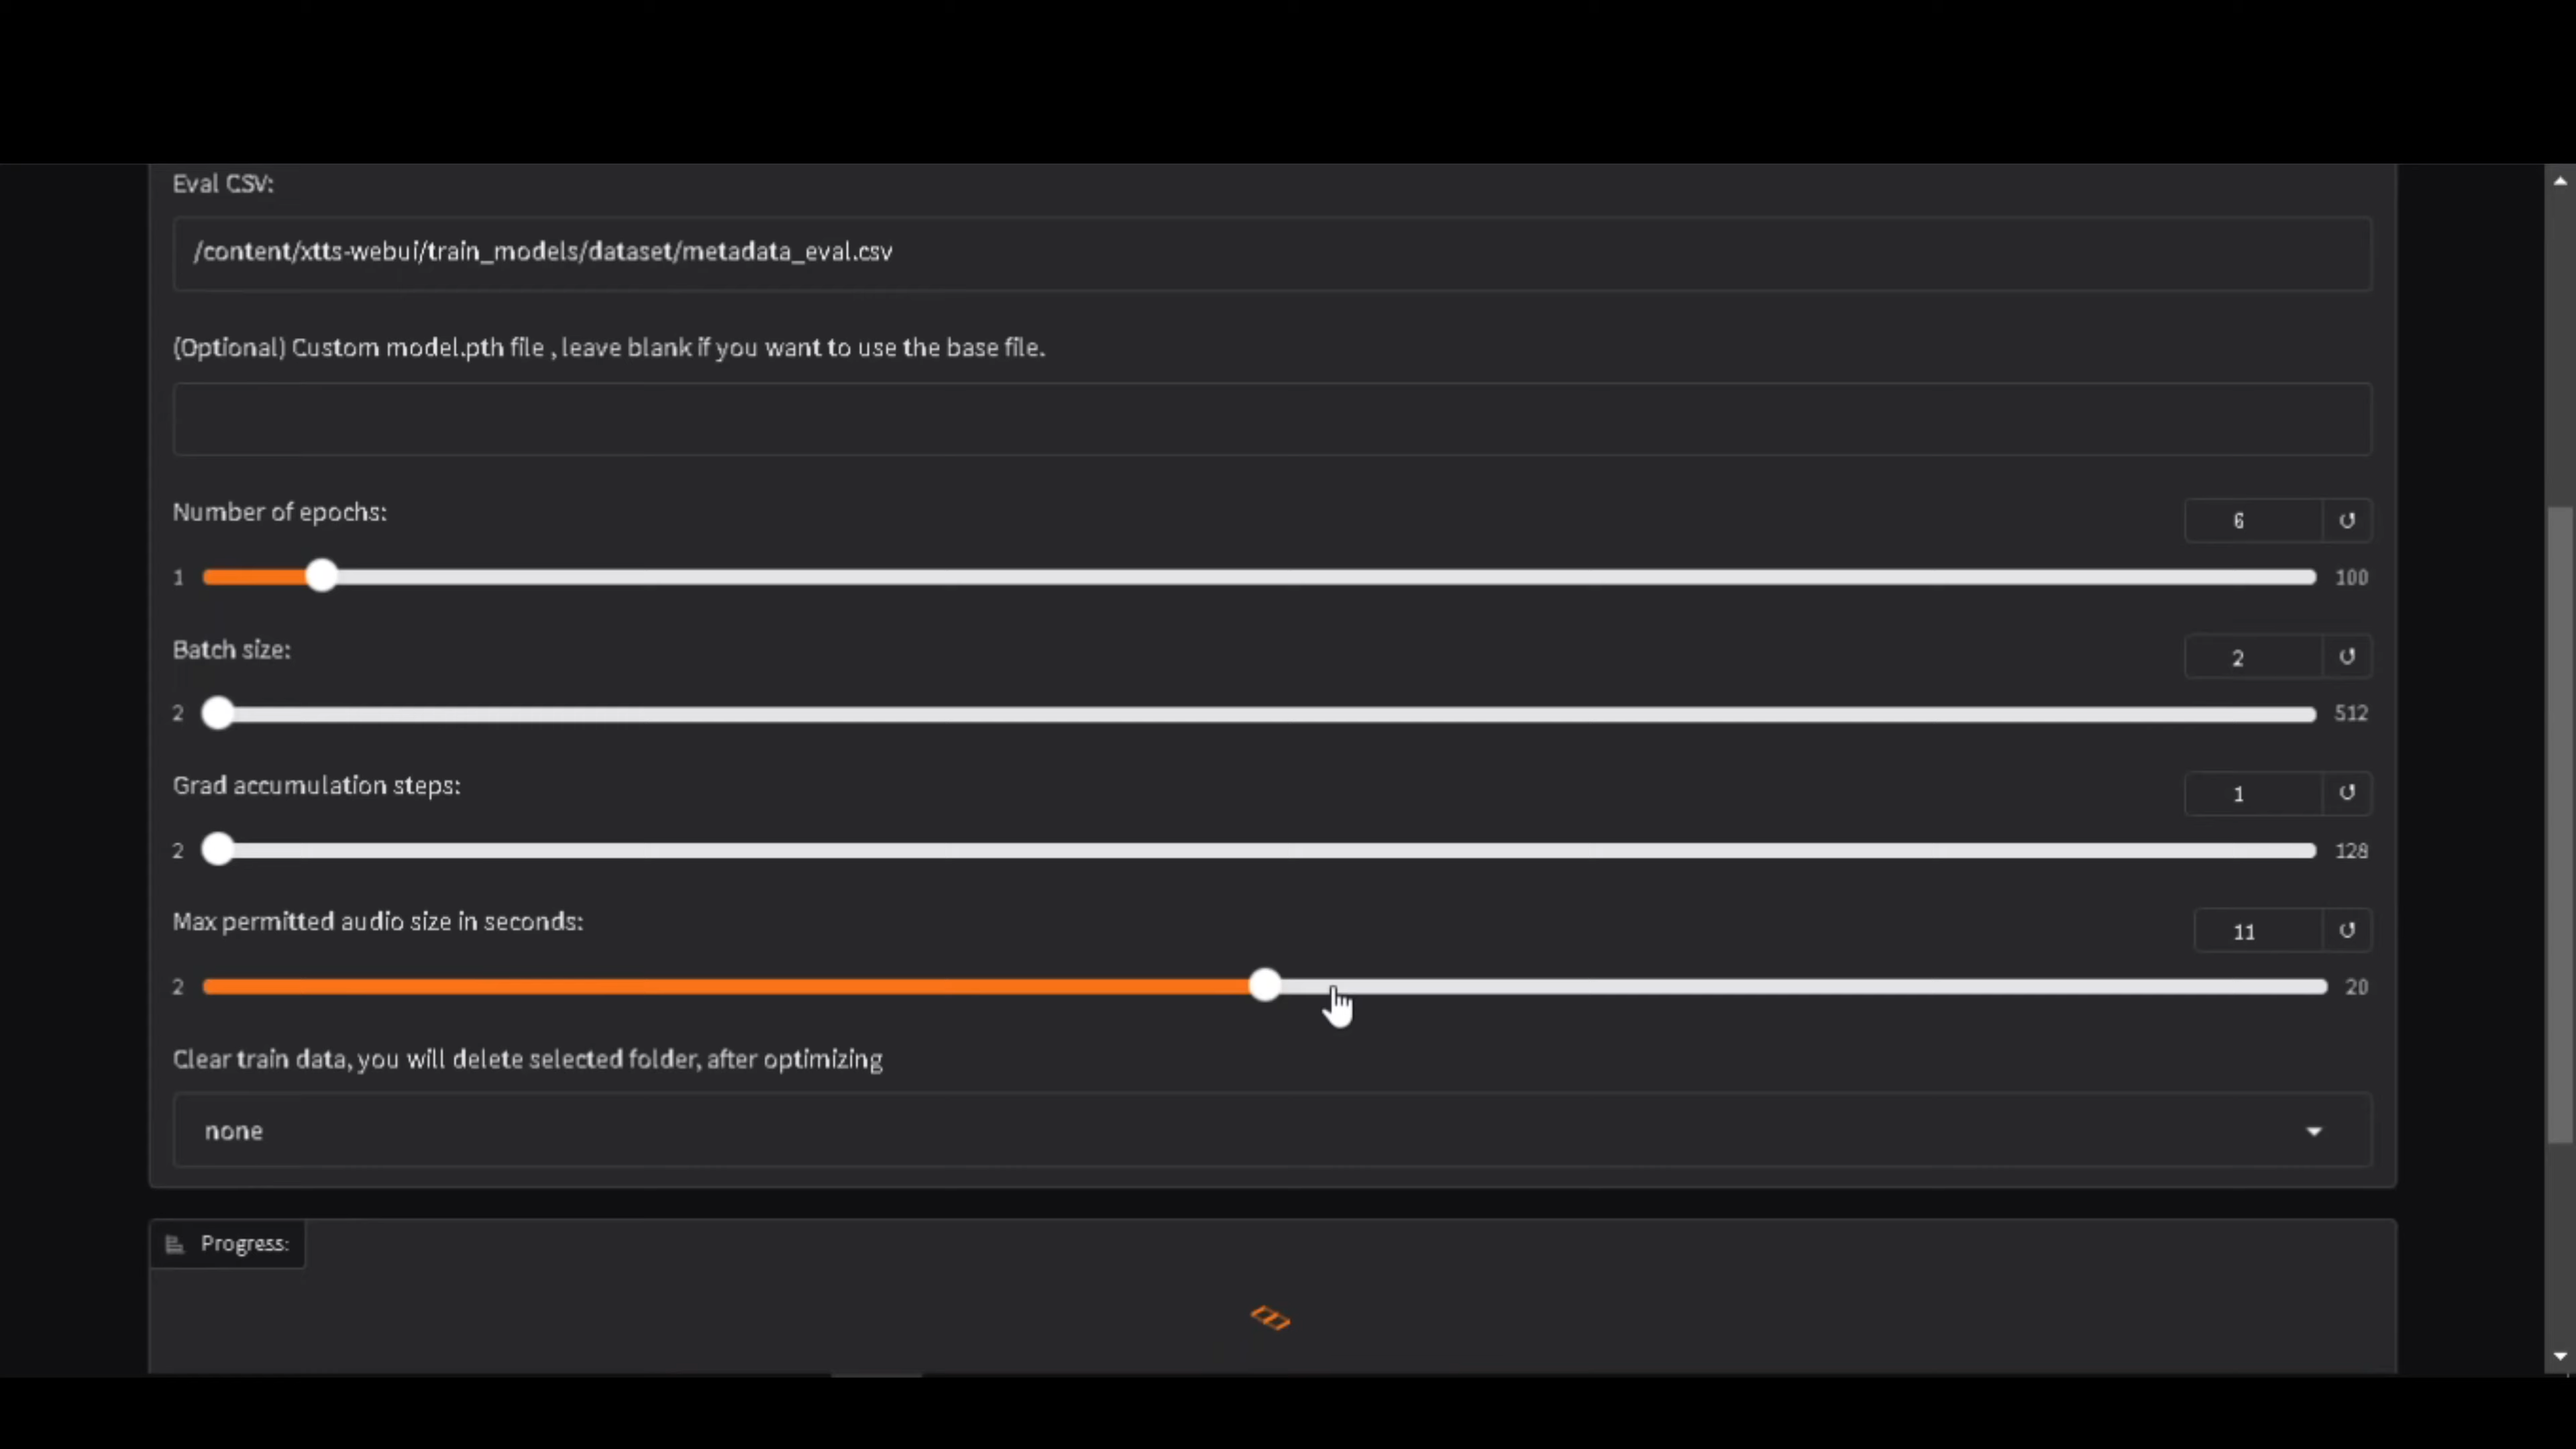 Eval CSV:
/content/xtts-webui/train_models/dataset/metadata_eval.csv
(Optional) Custom model.pth file , leave blank if you want to use the base file.
Number of epochs:
6
1
100
Batch size:
2
2
512
Grad accumulation steps:
1
2
128
Max permitted audio size in seconds:
11
2
20
Clear train data, you will delete selected folder, after optimizing
none
Progress: